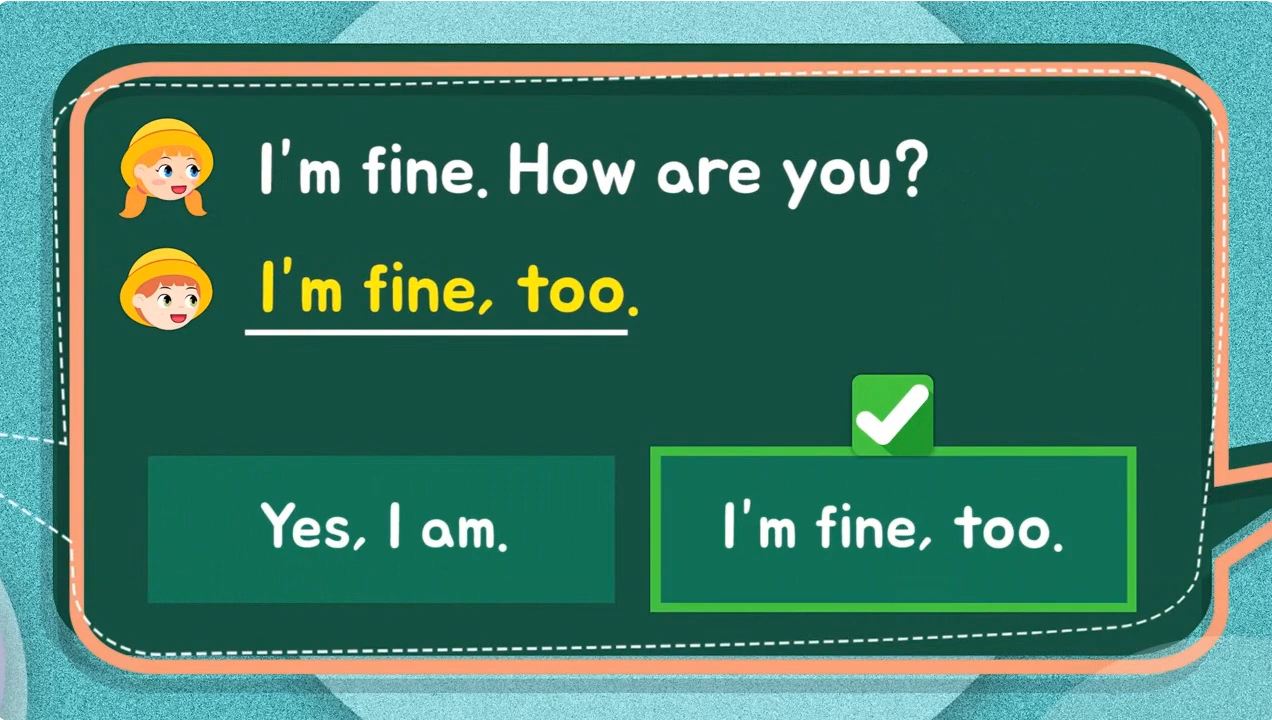 I'm fine. How are you?
I'm fine, too.
Yes, I am.
I'm fine, too.